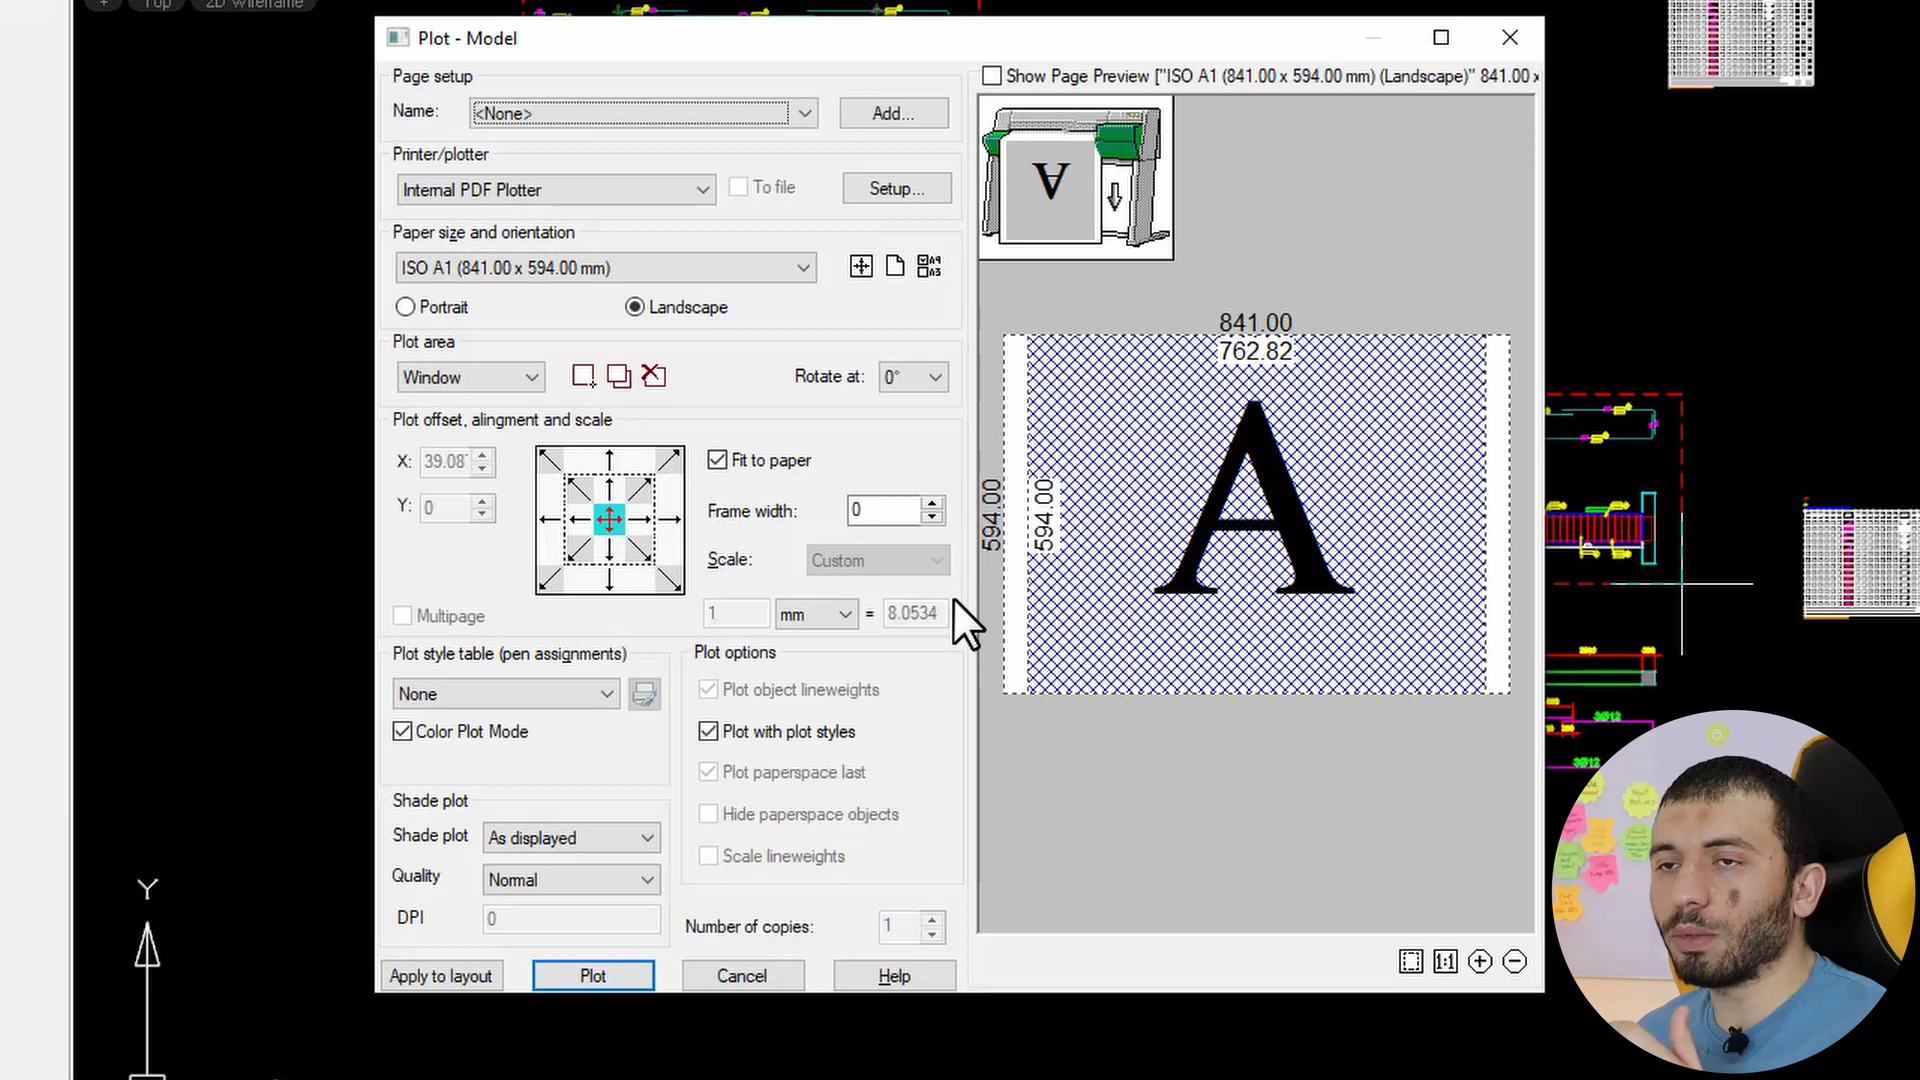 Top
2D Wireframe
Plot - Model
Page setup
Name:
<None>
Add...
Printer/plotter
Internal PDF Plotter
To file
Setup...
Paper size and orientation
ISO A1 (841.00 x 594.00 mm)
Portrait
Landscape
Plot area
Window
Rotate at:
0°
Plot offset, alingment and scale
X:
39.08
Y:
0
Fit to paper
Frame width:
0
Scale:
Custom
1
mm
=
8.0534
Multipage
Plot style table (pen assignments)
None
Color Plot Mode
Plot options
Plot object lineweights
Plot with plot styles
Plot paperspace last
Hide paperspace objects
Scale lineweights
Shade plot
Shade plot
As displayed
Quality
Normal
DPI
0
Number of copies:
1
Apply to layout
Plot
Cancel
Help
Show Page Preview ["ISO A1 (841.00 x 594.00 mm) (Landscape)" 841.00 x
A
841.00
762.82
594.00
594.00
A
1:1
Y
3Ø12
3Ø12